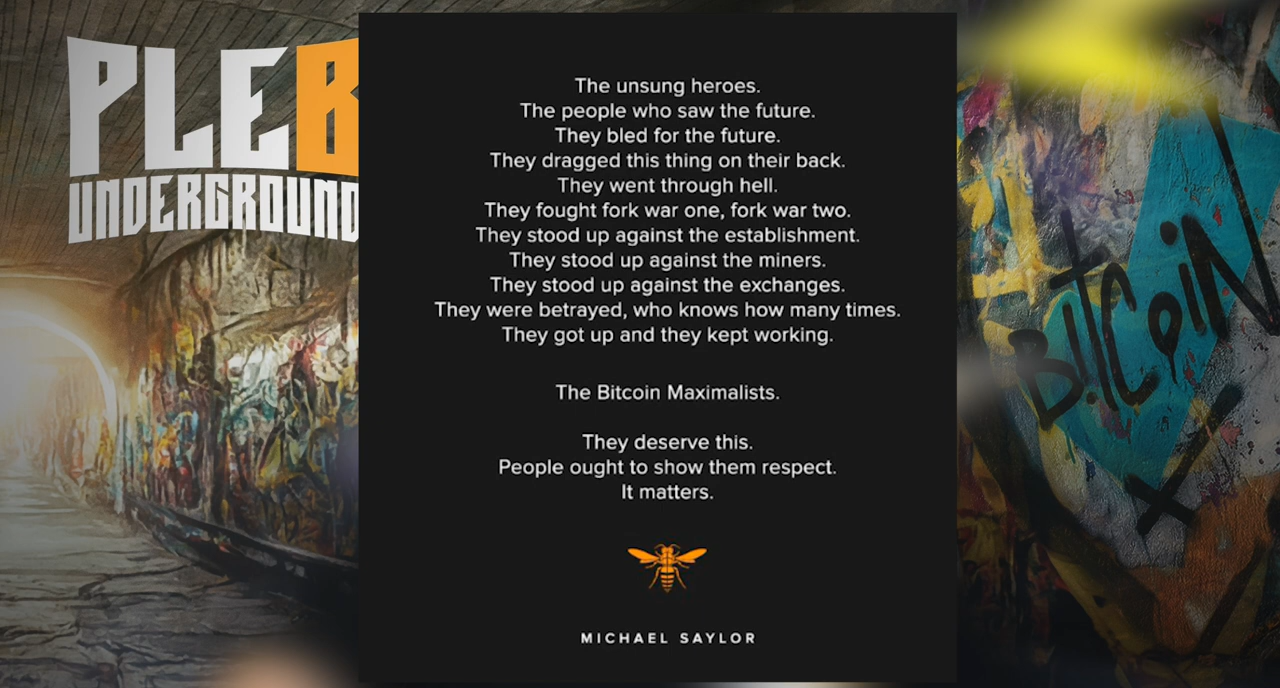 PLEB
UNDERGROUND
The unsung heroes.
The people who saw the future.
They bled for the future.
They dragged this thing on their back.
They went through hell.
They fought fork war one, fork war two.
They stood up against the establishment.
They stood up against the miners.
They stood up against the exchanges.
They were betrayed, who knows how many times.
They got up and they kept working.
The Bitcoin Maximalists.
They deserve this.
People ought to show them respect.
It matters.
MICHAEL SAYLOR
BiTCoiN